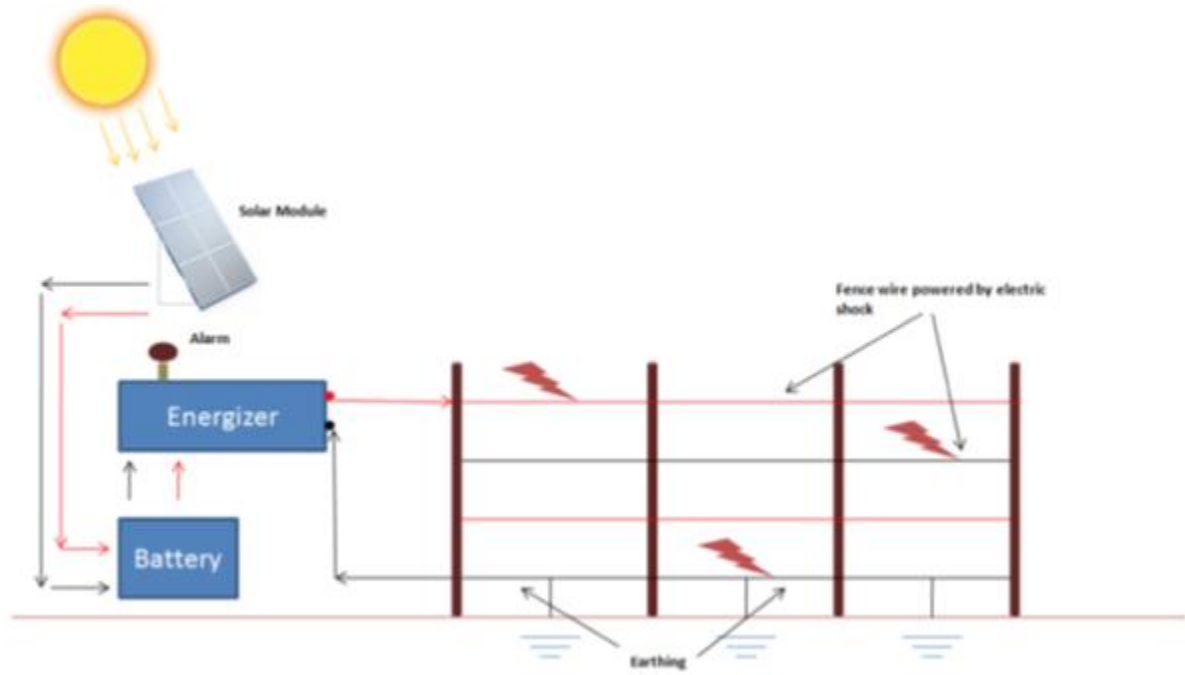 Solar Module
Fence wire powered by electric
shock
Alarm
Energizer
Battery
Earthing